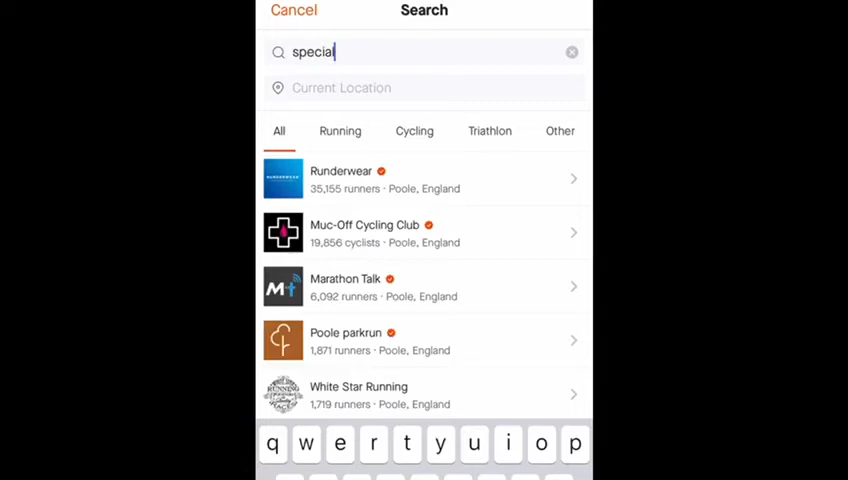 Cancel
Search
special
Current Location
All
Running
Cycling
Triathlon
Other
RUNDERWEAR
Runderwear
35,155 runners · Poole, England
Muc-Off Cycling Club
19,856 cyclists · Poole, England
Marathon Talk
6,092 runners · Poole, England
Poole parkrun
1,871 runners · Poole, England
RUNNING
White Star Running
1,719 runners · Poole, England
q w e r t y u i o p